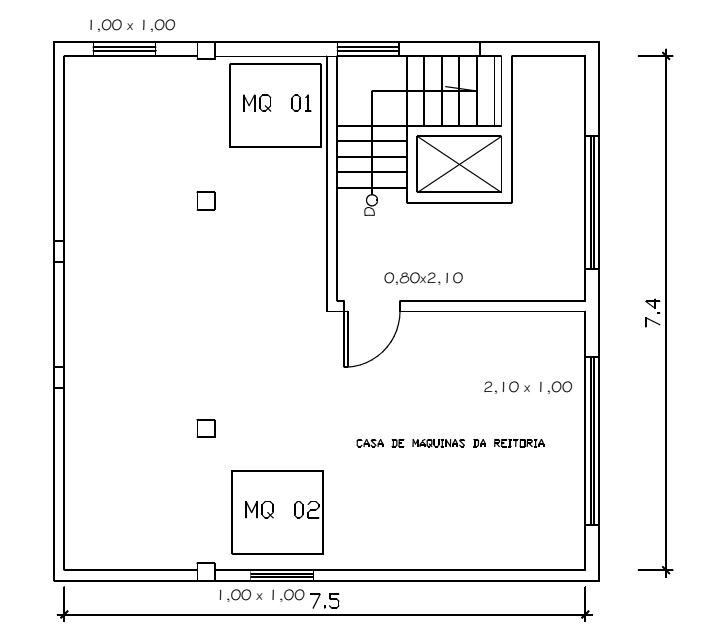 1,00 x 1,00
MQ 01
DO
0,80x2,10
7.4
2,10 x 1,00
CASA DE MÁQUINAS DA REITORIA
MQ 02
1,00 x 1,00
7.5